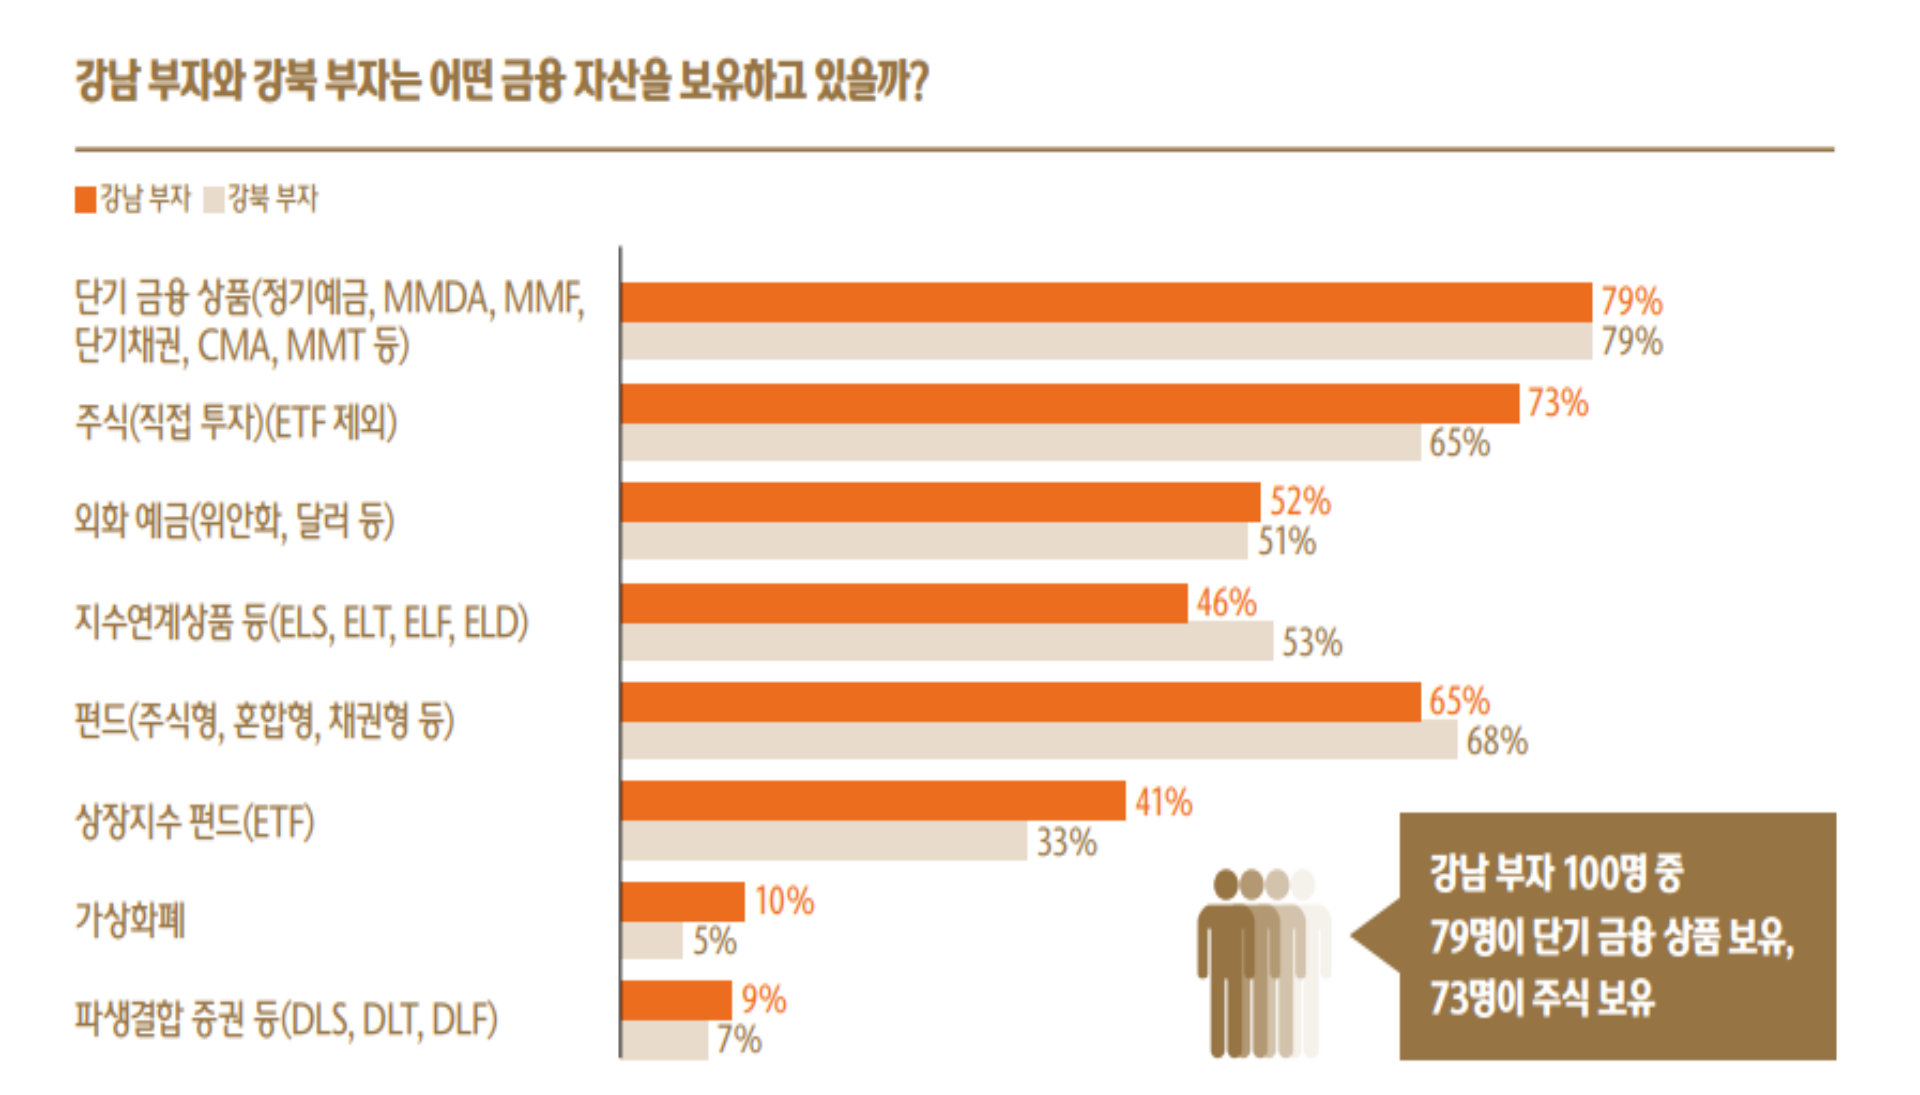 강남 부자와 강북 부자는 어떤 금융 자산을 보유하고 있을까?
강남 부자 강북 부자
단기 금융 상품(정기예금, MMDA, MMF,
단기채권, CMA, MMT 등)
79%
79%
주식(직접 투자)(ETF 제외)
73%
65%
외화 예금(위안화, 달러 등)
52%
51%
지수연계상품 등(ELS, ELT, ELF, ELD)
46%
53%
펀드(주식형, 혼합형, 채권형 등)
65%
68%
상장지수 펀드(ETF)
41%
33%
가상화폐
10%
5%
파생결합 증권 등(DLS, DLT, DLF)
9%
7%
강남 부자 100명 중
79명이 단기 금융 상품 보유,
73명이 주식 보유